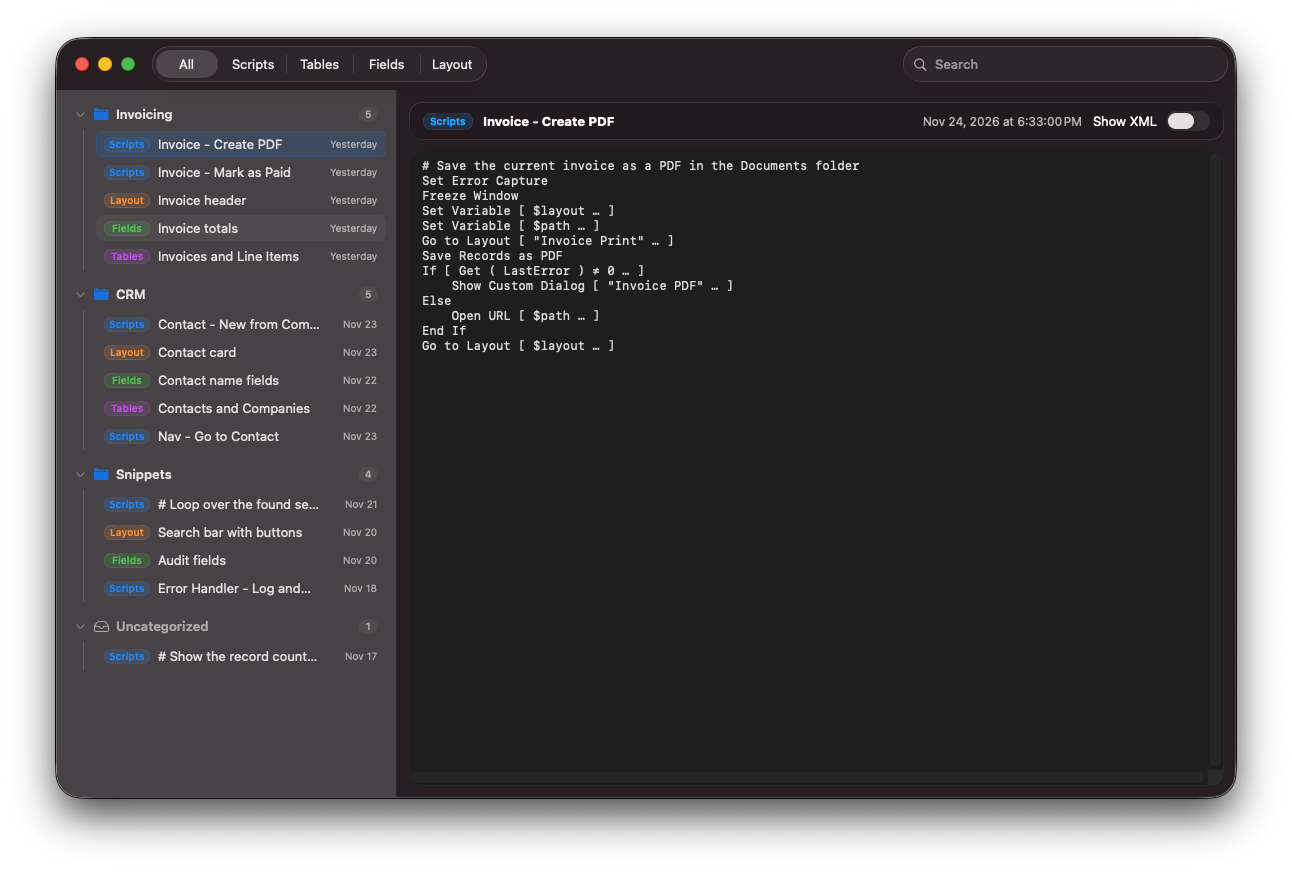 All
Scripts
Tables
Fields
Layout
Search
Invoicing 5
Scripts Invoice - Create PDF Yesterday
Scripts Invoice - Mark as Paid Yesterday
Layout Invoice header Yesterday
Fields Invoice totals Yesterday
Tables Invoices and Line Items Yesterday
CRM 5
Scripts Contact - New from Com... Nov 23
Layout Contact card Nov 23
Fields Contact name fields Nov 22
Tables Contacts and Companies Nov 22
Scripts Nav - Go to Contact Nov 23
Snippets 4
Scripts # Loop over the found se... Nov 21
Layout Search bar with buttons Nov 20
Fields Audit fields Nov 20
Scripts Error Handler - Log and... Nov 18
Uncategorized 1
Scripts # Show the record count... Nov 17
Scripts Invoice - Create PDF Nov 24, 2026 at 6:33:00 PM Show XML
# Save the current invoice as a PDF in the Documents folder
Set Error Capture
Freeze Window
Set Variable [ $layout … ]
Set Variable [ $path … ]
Go to Layout [ "Invoice Print" … ]
Save Records as PDF
If [ Get ( LastError ) ≠ 0 … ]
    Show Custom Dialog [ "Invoice PDF" … ]
Else
    Open URL [ $path … ]
End If
Go to Layout [ $layout … ]